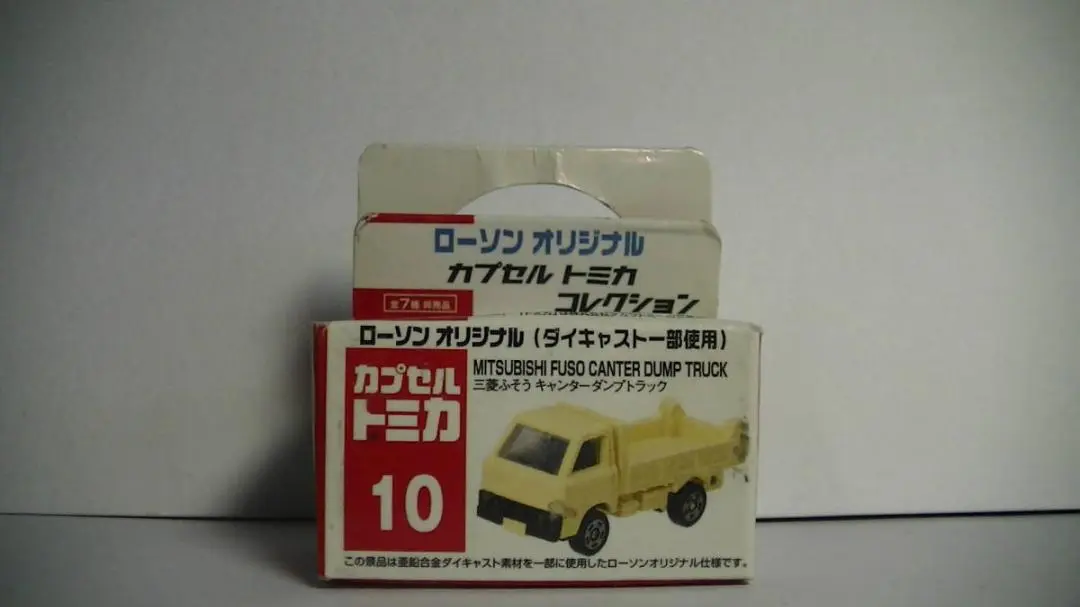 ローソン オリジナル
カプセル トミカ
コレクション
全7種 非売品
ローソン オリジナル(ダイキャスト一部使用)
カプセル
トミカ
10
MITSUBISHI FUSO CANTER DUMP TRUCK
三菱ふそう キャンターダンプトラック
この景品は亜鉛合金ダイキャスト素材を一部に使用したローソンオリジナル仕様です。